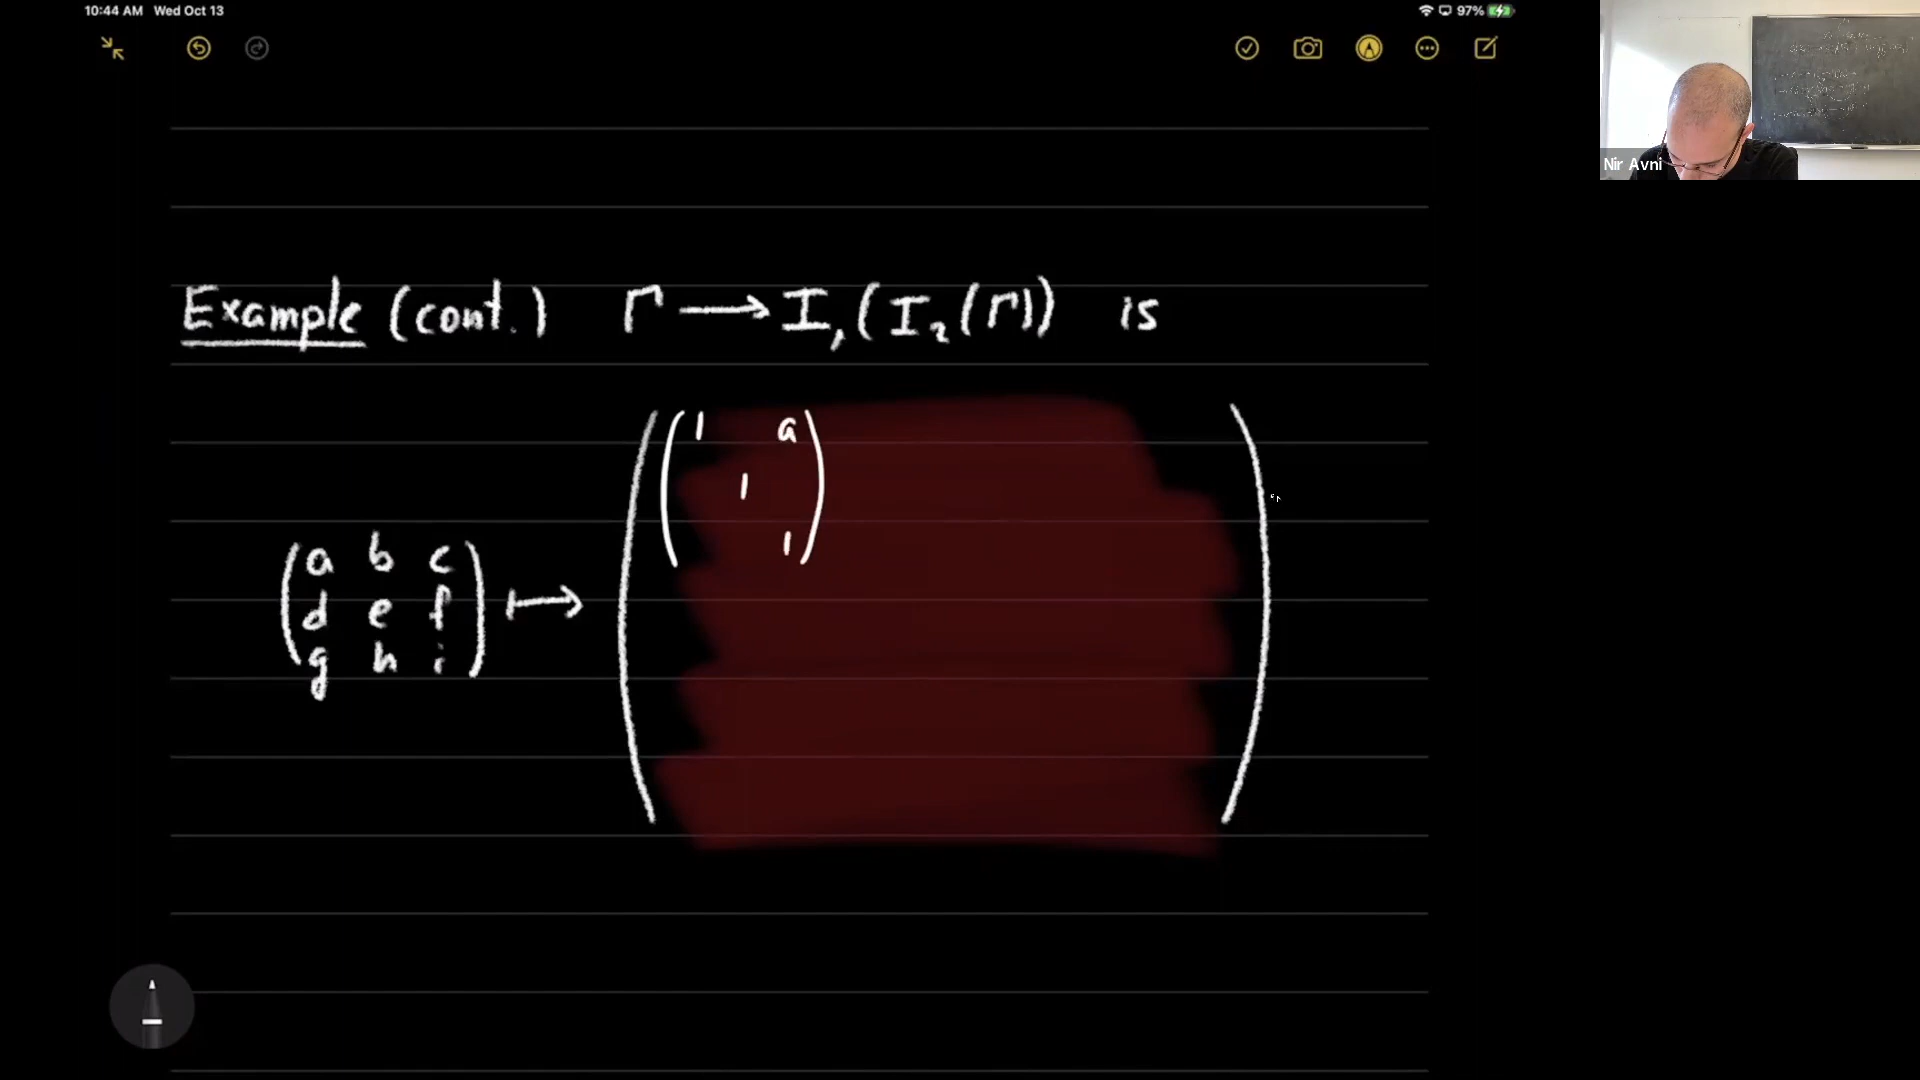 10:44 AM Wed Oct 13
97%
Nir Avni
Example (cont.) Γ ⟶ I₁(I₂(Γ)) is
( ( 1 a )
1
( a b c ) ⟼ 1 )
d e f
g h i